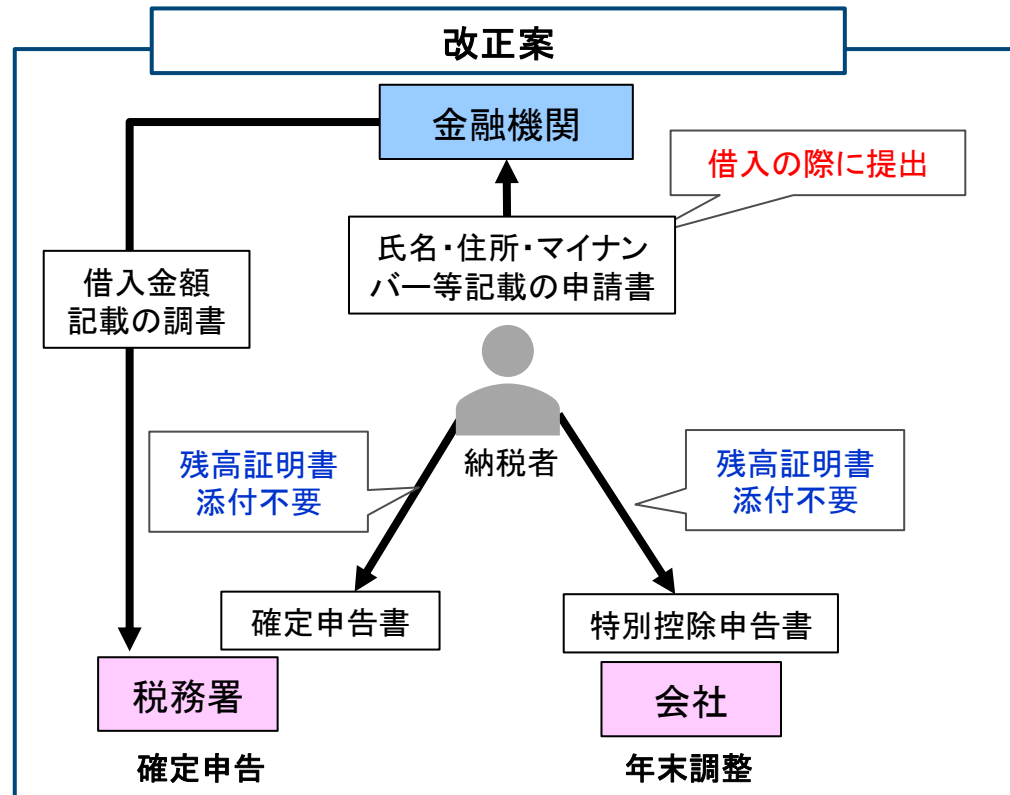 改正案
金融機関
借入の際に提出
氏名・住所・マイナン
バー等記載の申請書
借入金額
記載の調書
納税者
残高証明書
添付不要
残高証明書
添付不要
確定申告書
特別控除申告書
税務署
会社
確定申告
年末調整